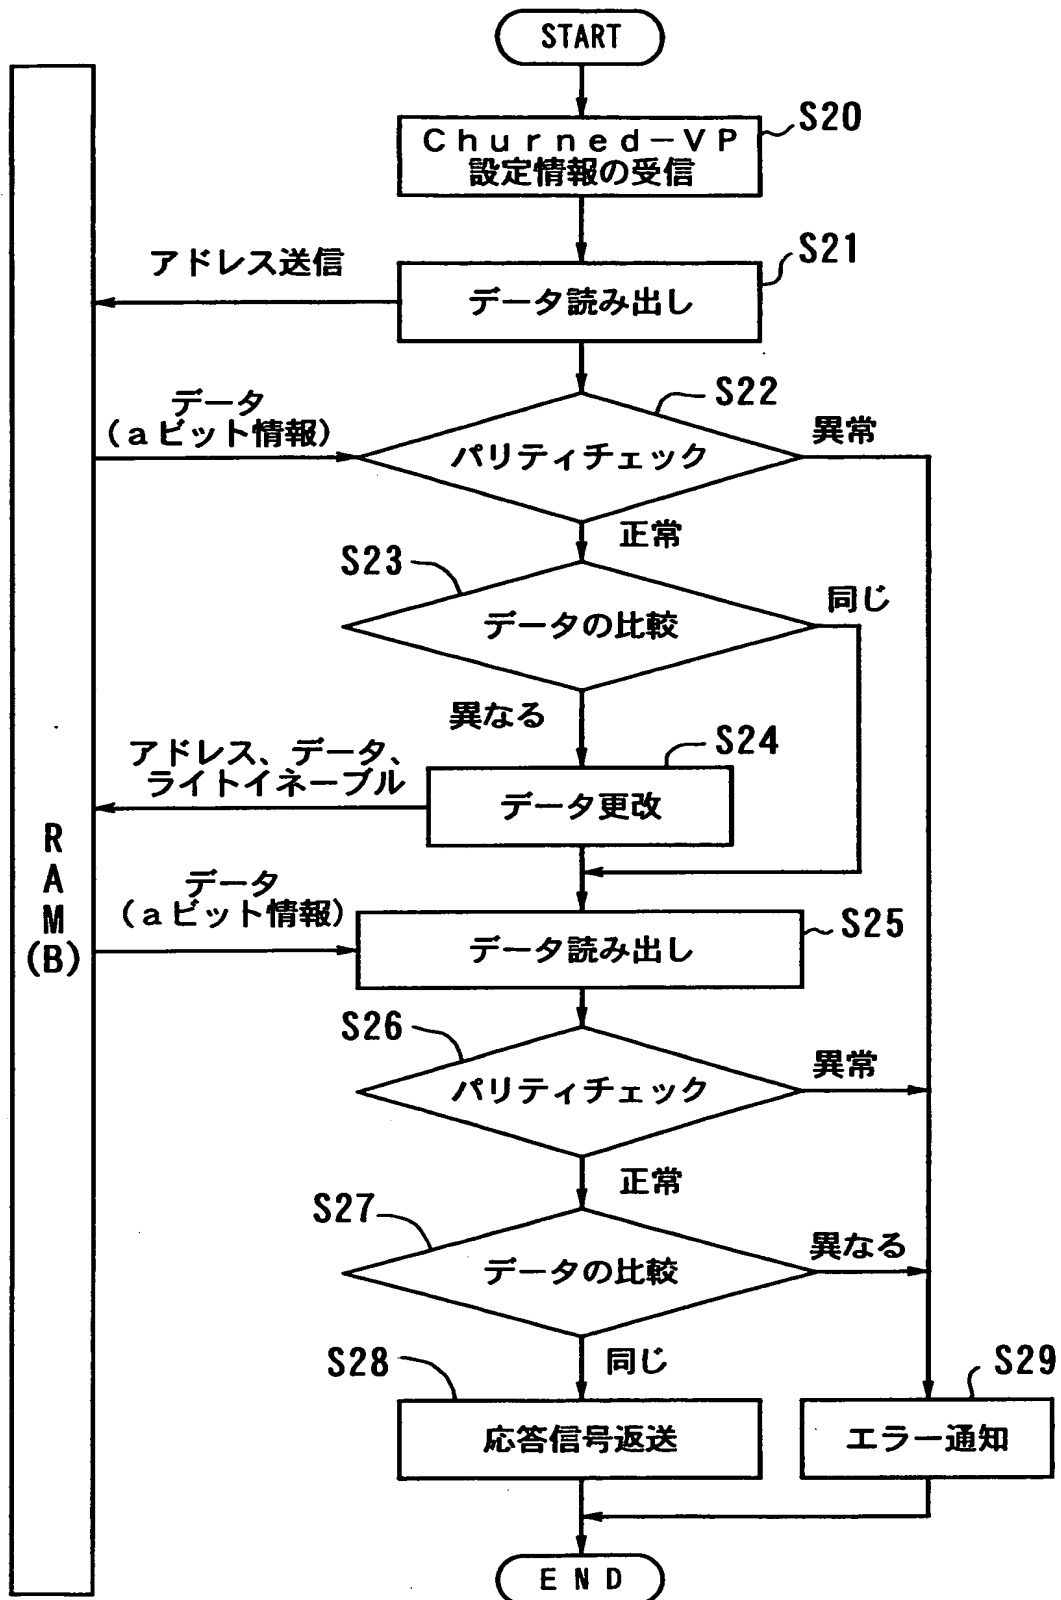 START
S20
Churned-VP
設定情報の受信
S21
アドレス送信
データ読み出し
S22
データ
(aビット情報)
パリティチェック
異常
正常
S23
データの比較
同じ
異なる
S24
アドレス、データ、
ライトイネーブル
データ更改
R
A
M
(B)
データ
(aビット情報)
S25
データ読み出し
S26
パリティチェック
異常
正常
S27
データの比較
異なる
同じ
S28
S29
応答信号返送
エラー通知
END